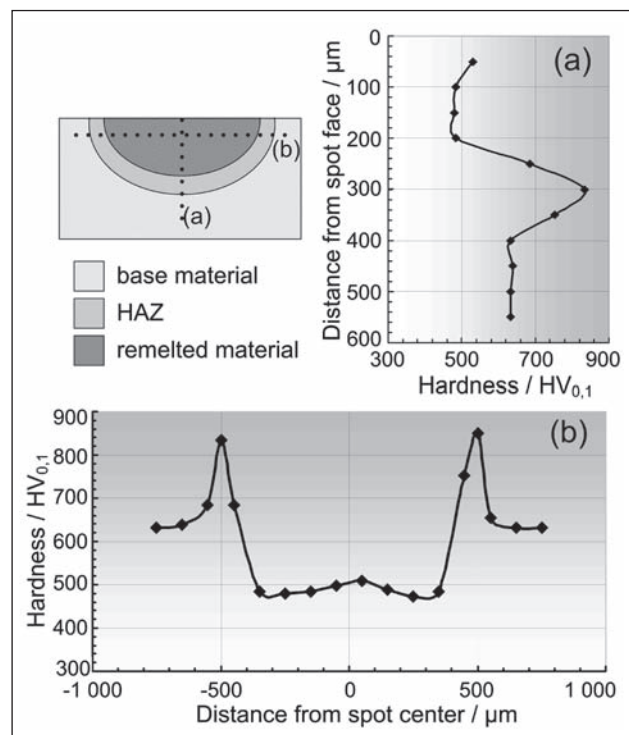 (a)
(b)
base material
HAZ
remelted material
(a)
Distance from spot face / µm
0
100
200
300
400
500
600
300 500 700 900
Hardness / HV0,1
(b)
Hardness / HV0,1
900
800
700
600
500
400
300
-1 000 -500 0 500 1 000
Distance from spot center / µm